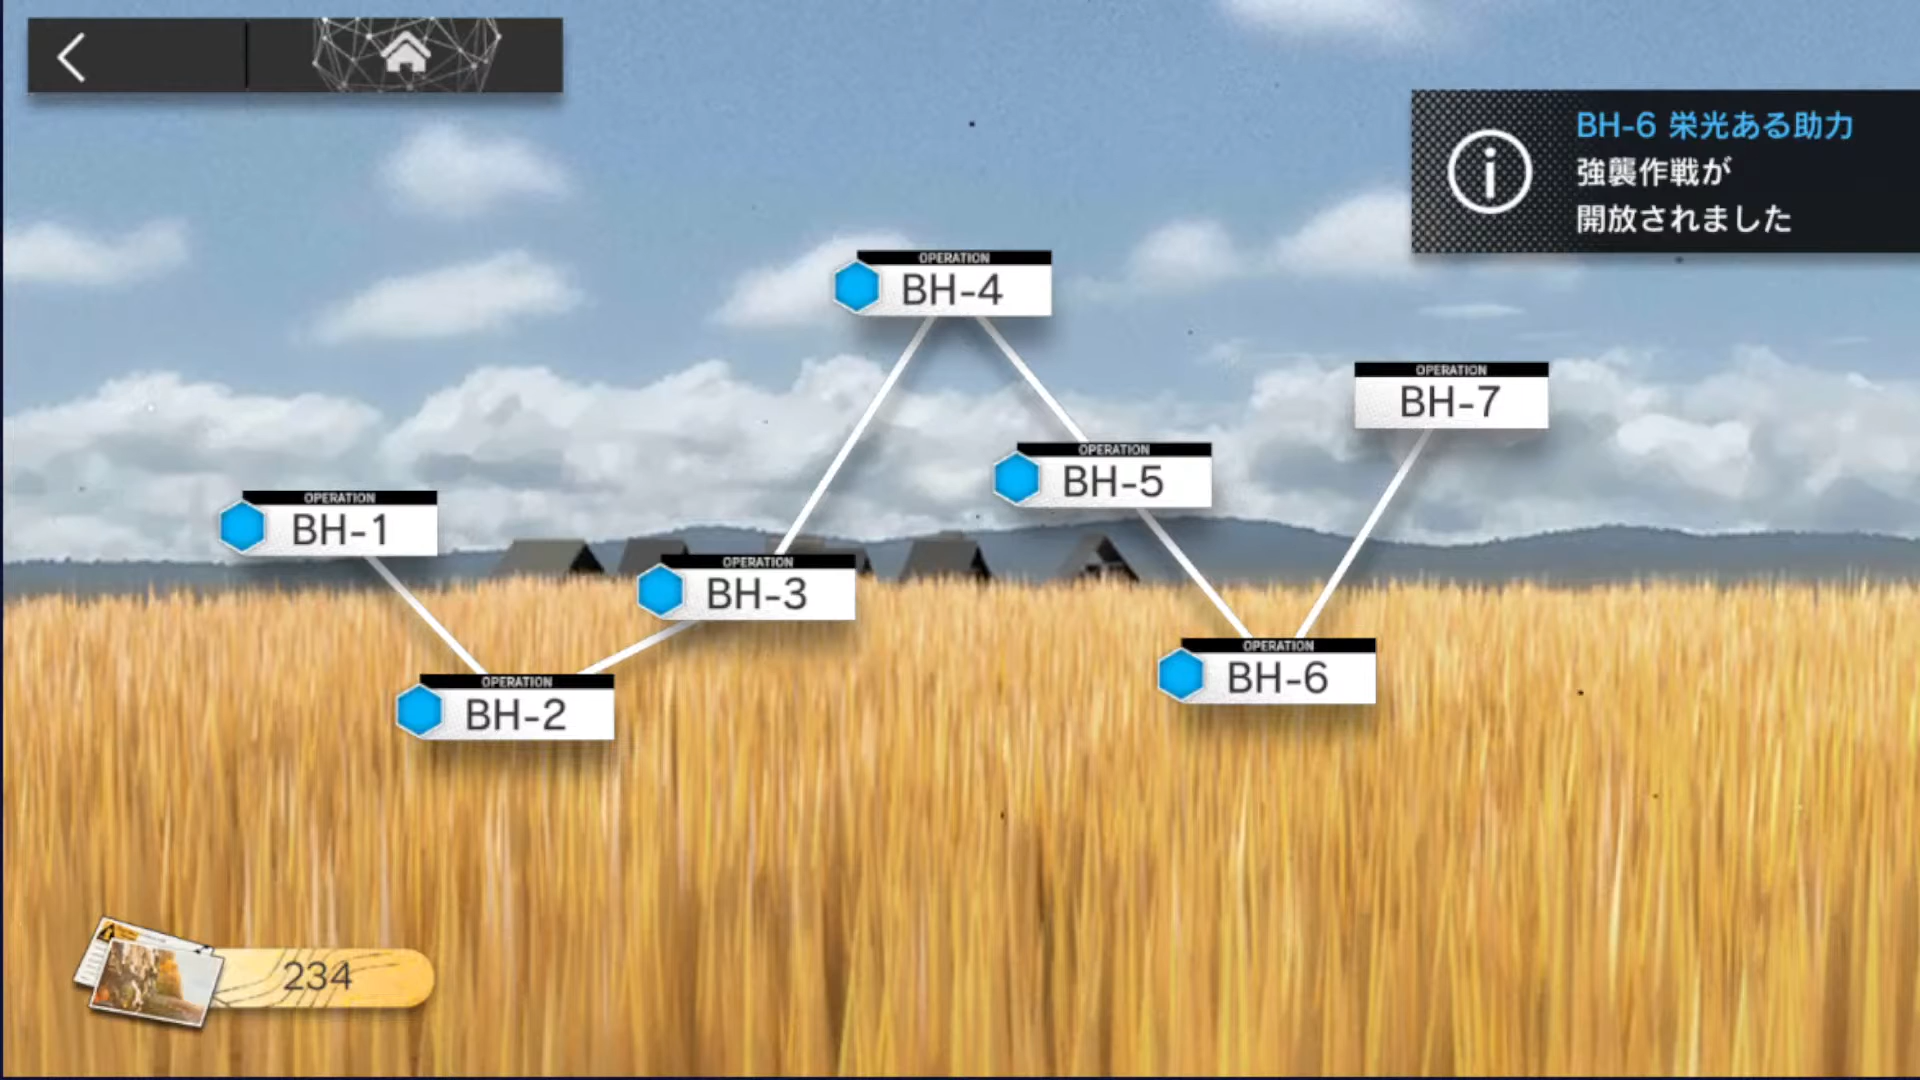 BH-6 栄光ある助力
強襲作戦が
開放されました
OPERATION
BH-4
OPERATION
BH-7
OPERATION
BH-5
OPERATION
BH-1
OPERATION
BH-3
OPERATION
BH-6
OPERATION
BH-2
234